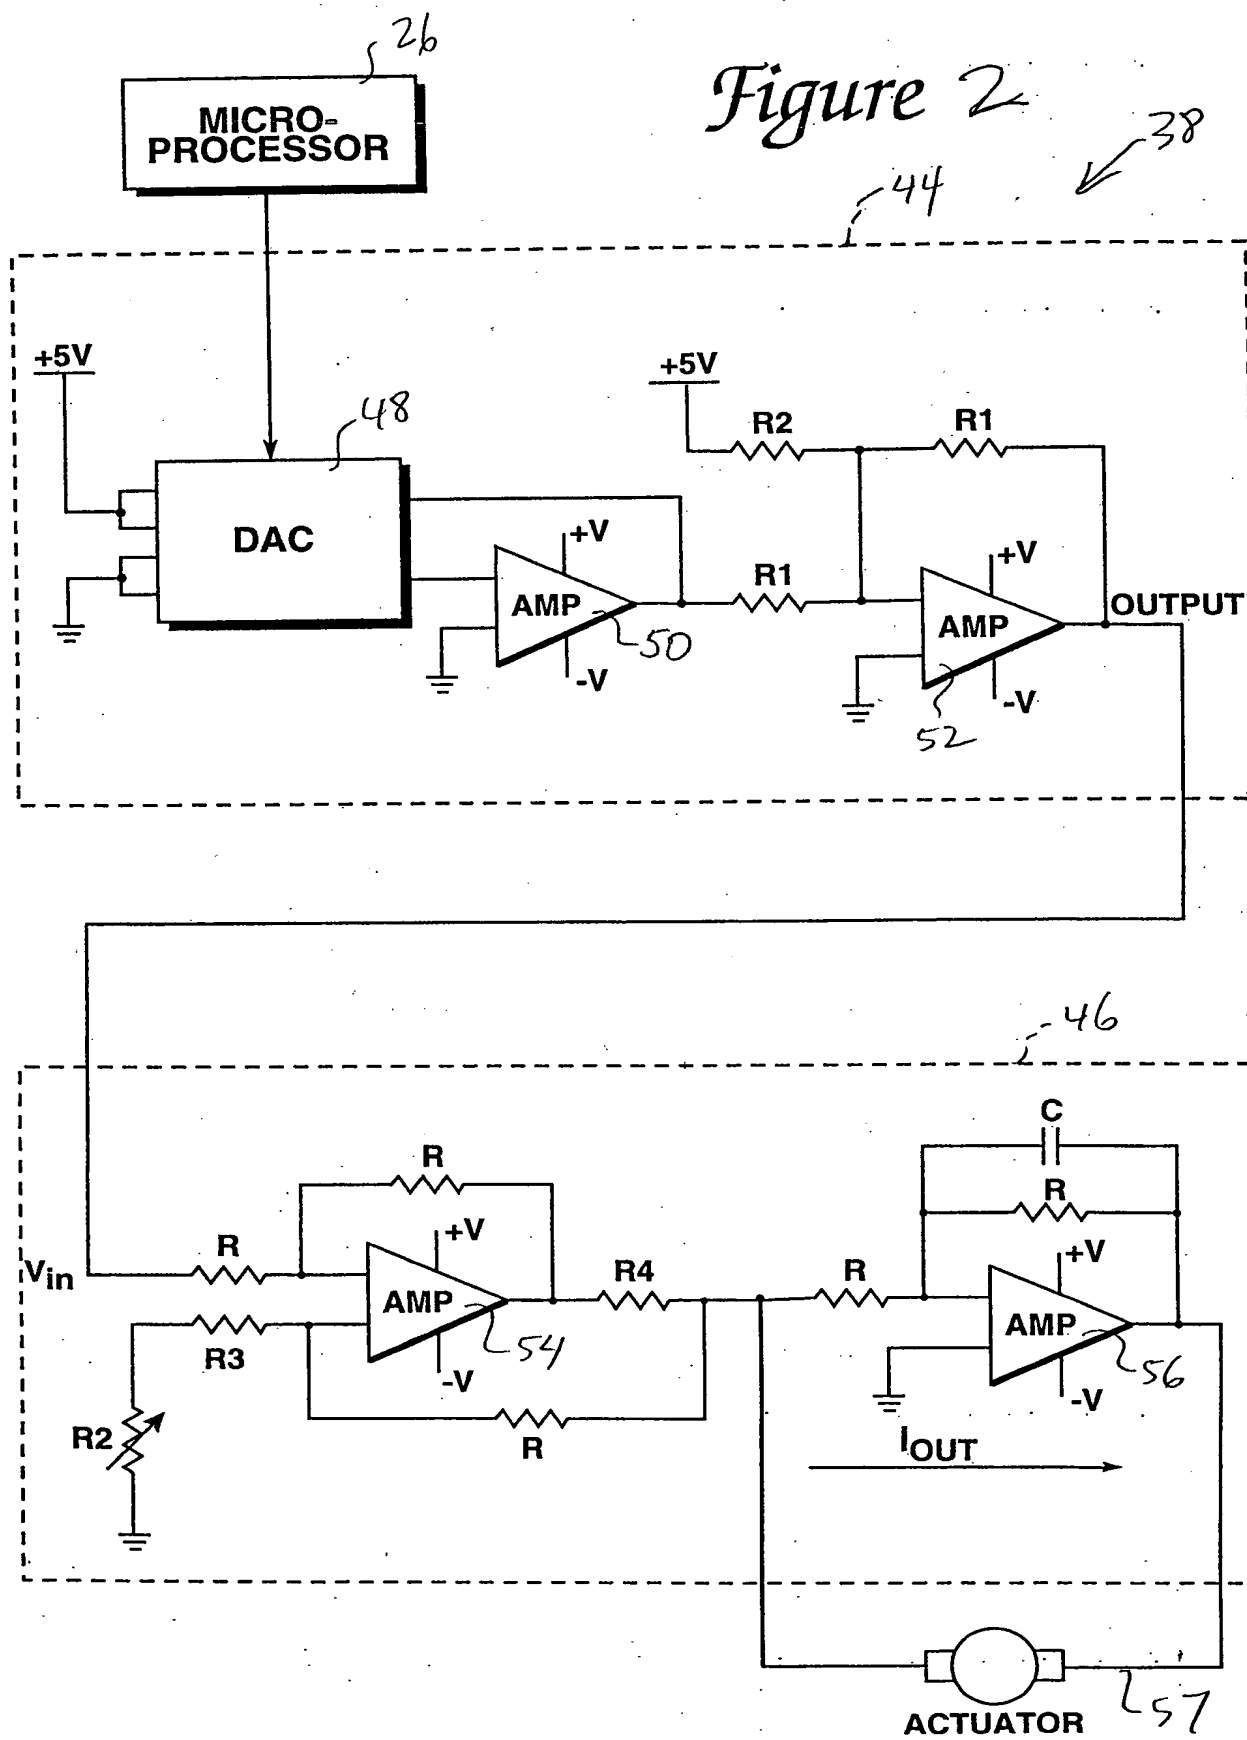 26
Figure 2
MICRO-
PROCESSOR
38
44
+5V
+5V
48
R2
R1
DAC
+V
+V
R1
AMP
AMP
OUTPUT
50
-V
-V
52
46
C
R
R
+V
+V
Vin
R
R4
R
AMP
AMP
R3
54
56
-V
-V
R2
R
IOUT
57
ACTUATOR